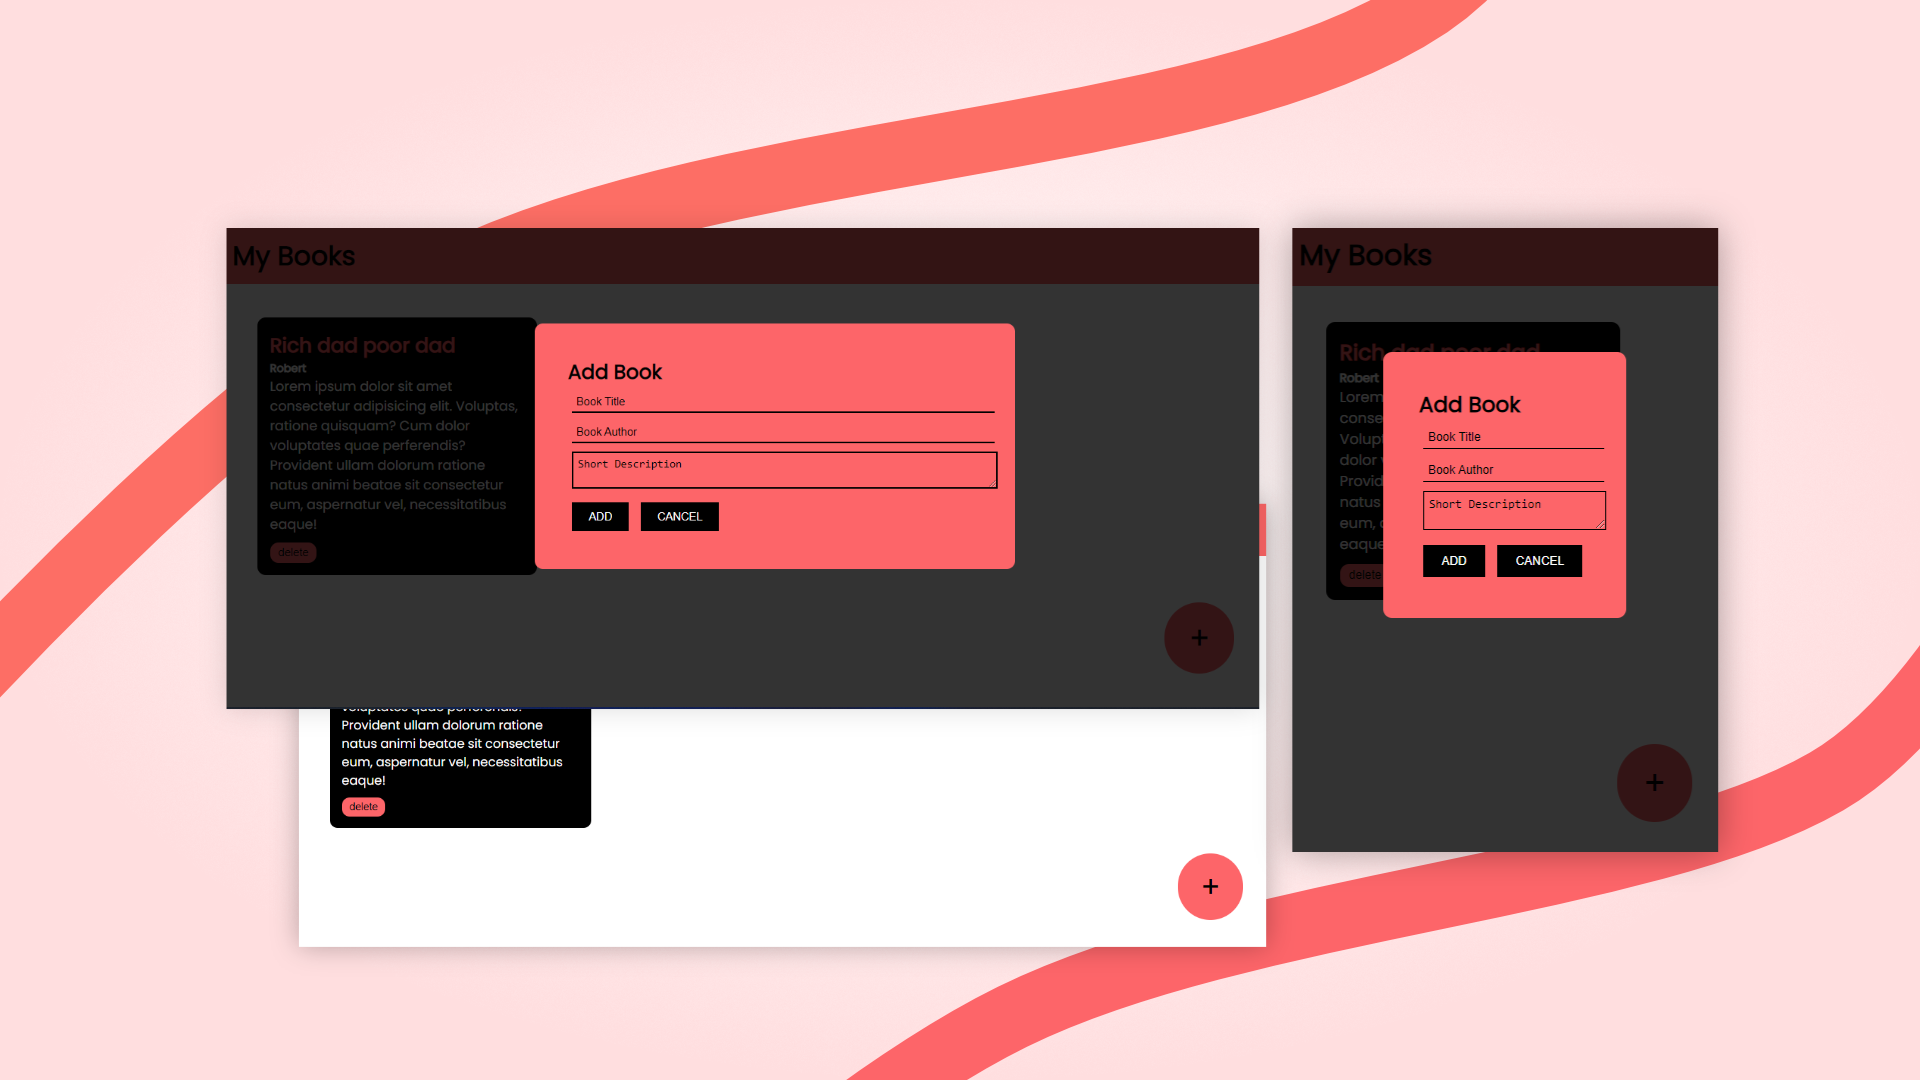 My Books
Rich dad poor dad
Robert
Lorem ipsum dolor sit amet
consectetur adipisicing elit. Voluptas,
ratione quisquam? Cum dolor
voluptates quae perferendis?
Provident ullam dolorum ratione
natus animi beatae sit consectetur
eum, aspernatur vel, necessitatibus
eaque!
delete
Add Book
Book Title
Book Author
Short Description
ADD CANCEL
+
voluptates quae perferendis?
Provident ullam dolorum ratione
natus animi beatae sit consectetur
eum, aspernatur vel, necessitatibus
eaque!
delete
+
My Books
Rich dad poor dad
Robert
Lorem
conse
Volup
dolor
Provid
natus
eum,
eaque
delete
Add Book
Book Title
Book Author
Short Description
ADD CANCEL
+